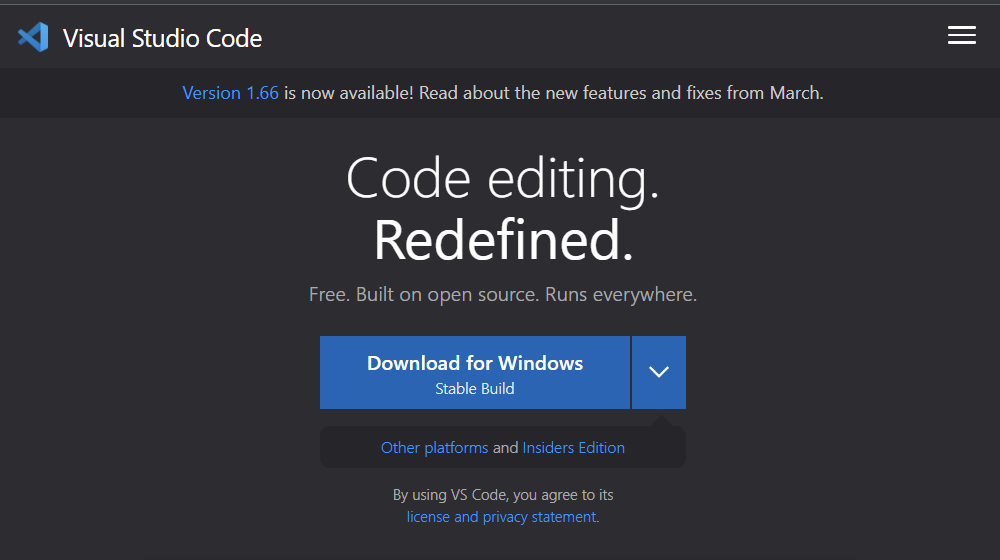 Visual Studio Code
Version 1.66 is now available! Read about the new features and fixes from March.
Code editing.
Redefined.
Free. Built on open source. Runs everywhere.
Download for Windows
Stable Build
Other platforms and Insiders Edition
By using VS Code, you agree to its
license and privacy statement.